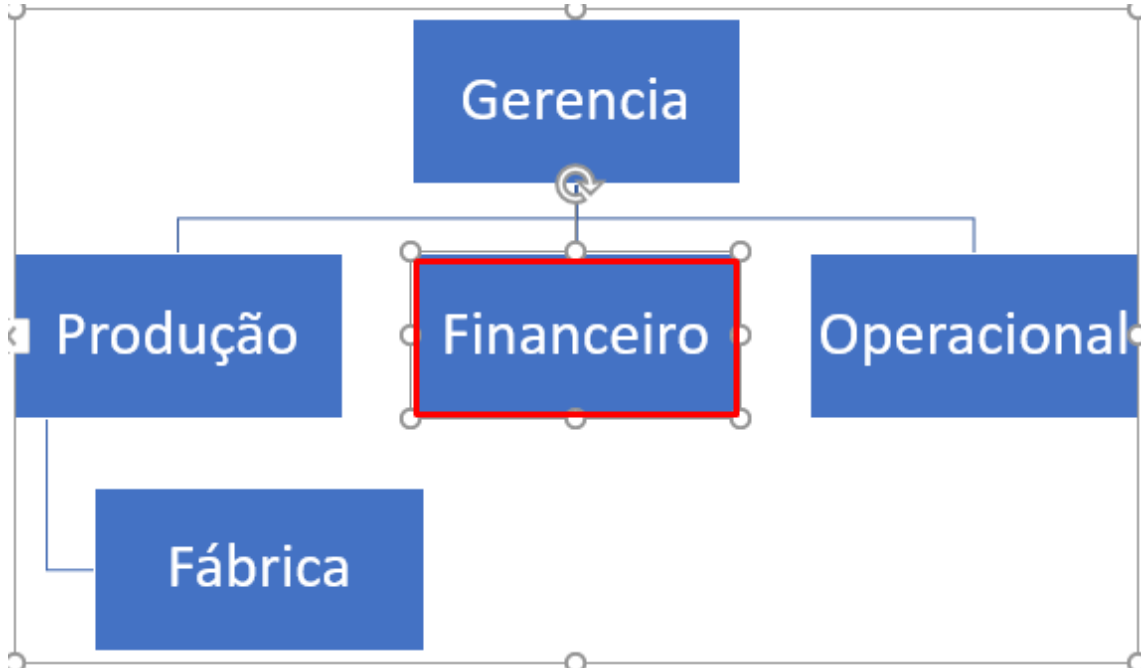 Gerencia
Produção
Financeiro
Operacional
Fábrica